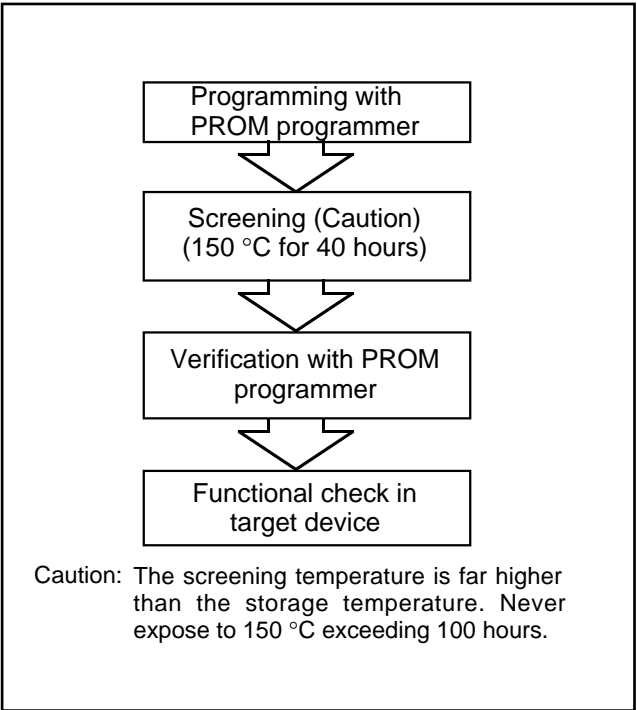 Programming with
PROM programmer
Screening (Caution)
(150 °C for 40 hours)
Verification with PROM
programmer
Functional check in
target device
Caution: The screening temperature is far higher
than the storage temperature. Never
expose to 150 °C exceeding 100 hours.